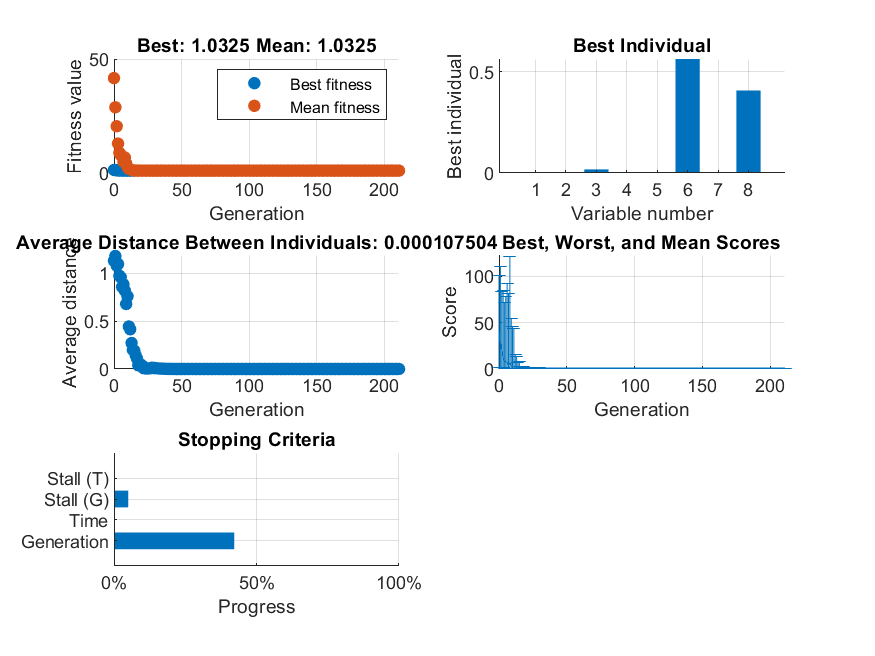 Best: 1.0325 Mean: 1.0325
Fitness value
50
0
Best fitness
Mean fitness
0 50 100 150 200
Generation
Best Individual
Best individual
0.5
0
1 2 3 4 5 6 7 8
Variable number
Average Distance Between Individuals: 0.000107504
Average distance
1
0.5
0
0 50 100 150 200
Generation
Best, Worst, and Mean Scores
Score
100
50
0
0 50 100 150 200
Generation
Stopping Criteria
Stall (T)
Stall (G)
Time
Generation
0% 50% 100%
Progress